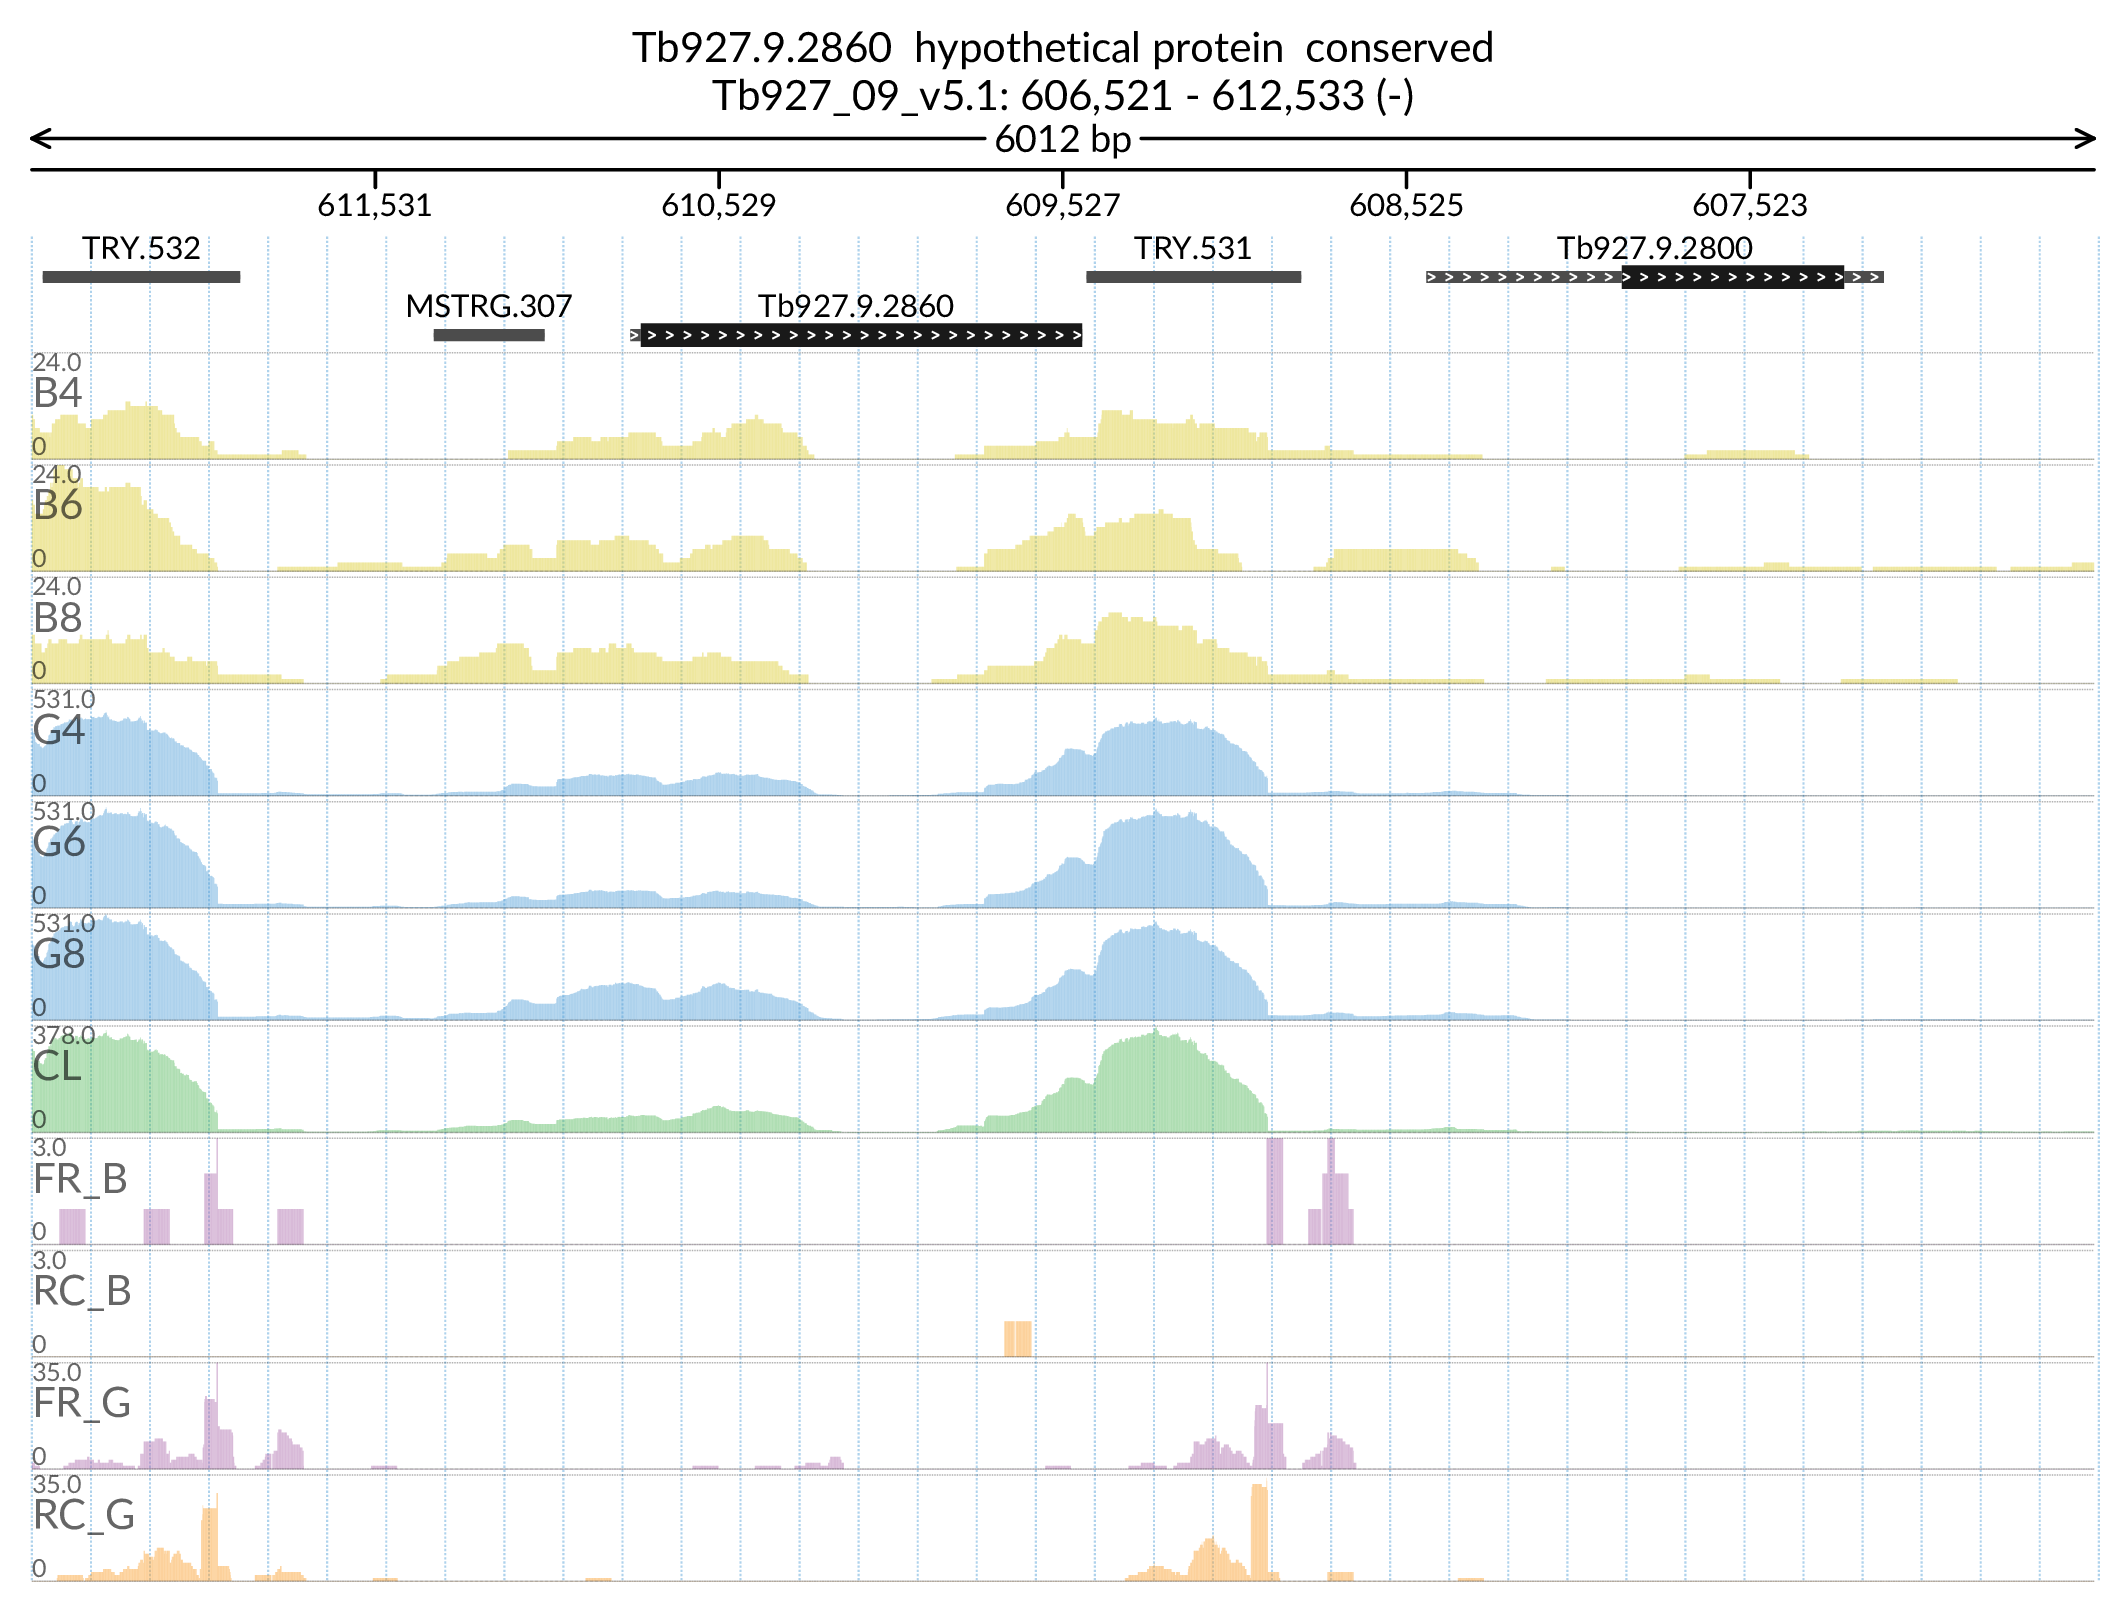 Tb927.9.2860  hypothetical protein  conserved
Tb927_09_v5.1: 606,521 - 612,533 (-)
6012 bp
611,531 610,529 609,527 608,525 607,523
TRY.532 TRY.531 Tb927.9.2800
MSTRG.307 Tb927.9.2860
24.0
B4
0
24.0
B6
0
24.0
B8
0
531.0
G4
0
531.0
G6
0
531.0
G8
0
378.0
CL
0
3.0
FR_B
0
3.0
RC_B
0
35.0
FR_G
0
35.0
RC_G
0